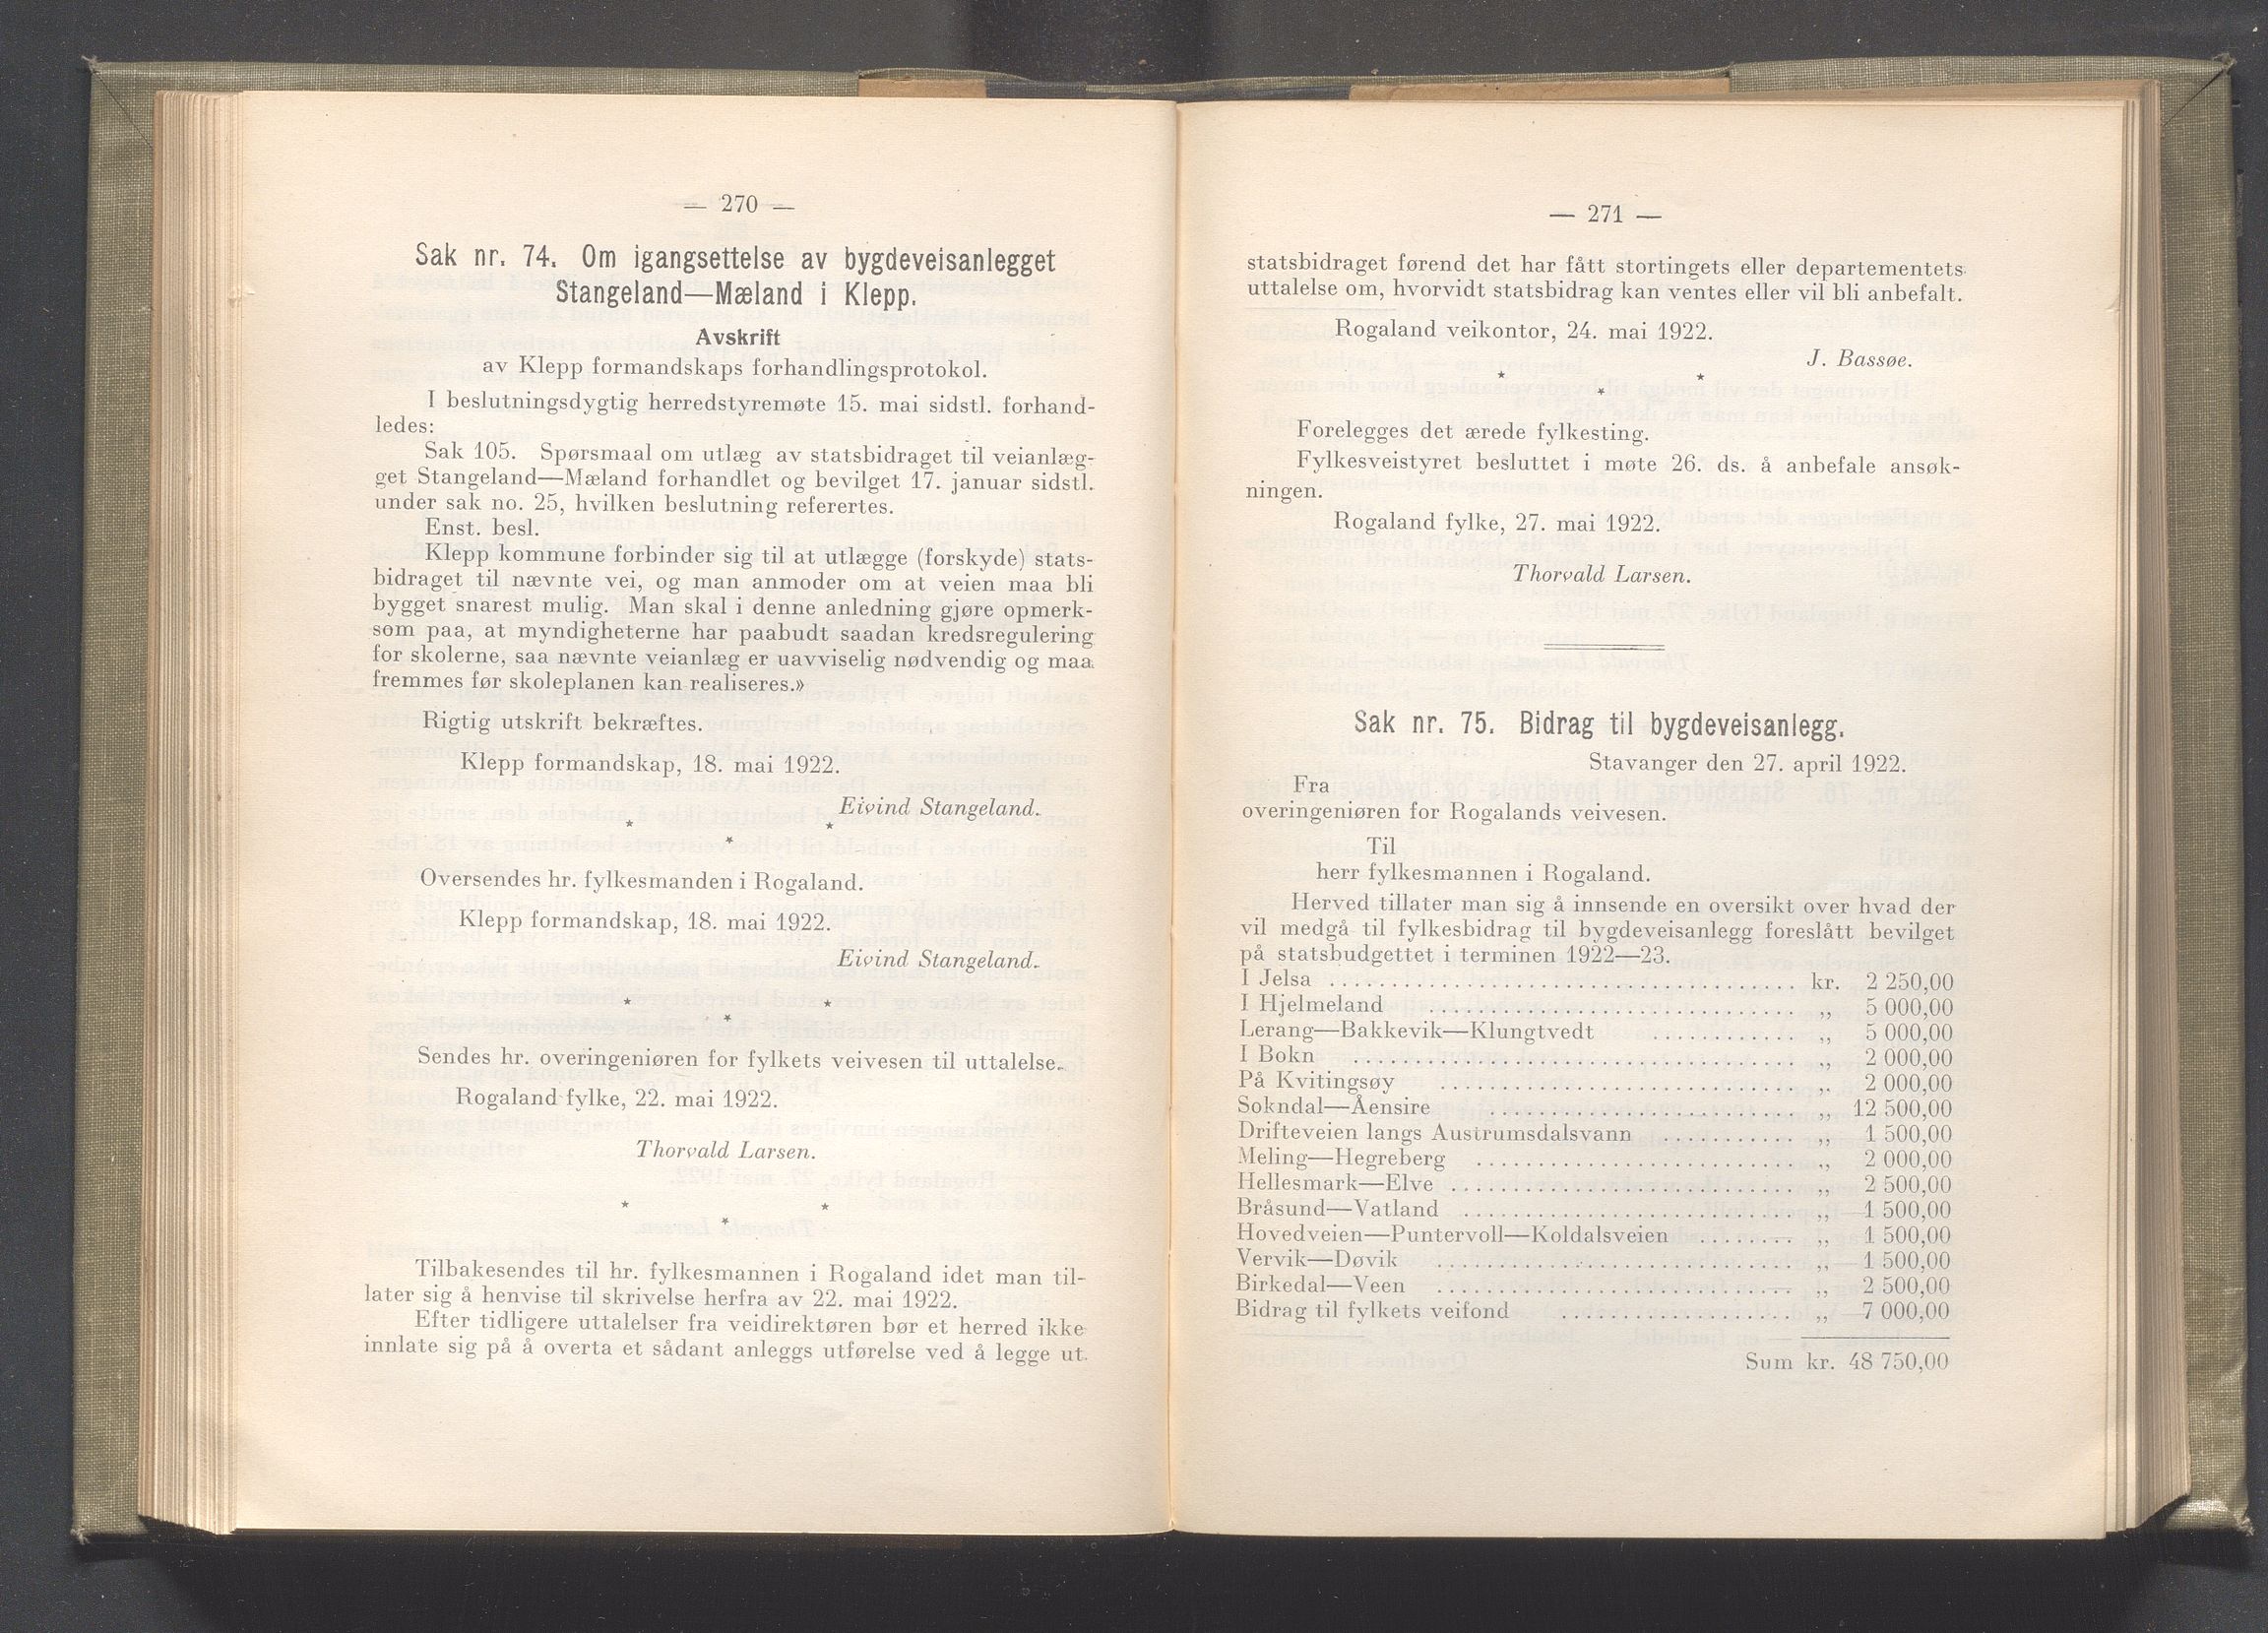 — 270 —
Sak nr. 74. Om igangsettelse av bygdeveisanlegget
Stangeland—Mæland i Klepp.
Avskrift
av Klepp formandskaps forhandlingsprotokol.
I beslutningsdygtig herredstyremøte 15. mai sidstl. forhand-
ledes:
Sak 105. Spørsmaal om utlæg av statsbidraget til veianlæg-
get Stangeland—Mæland forhandlet og bevilget 17. januar sidstl.
under sak no. 25, hvilken beslutning referertes.
Enst. besl.
Klepp kommune forbinder sig til at utlægge (forskyde) stats-
bidraget til nævnte vei, og man anmoder om at veien maa bli
bygget snarest mulig. Man skal i denne anledning gjøre opmerk-
som paa, at myndigheterne har paabudt saadan kredsregulering
for skolerne, saa nævnte veianlæg er uavviselig nødvendig og maa
fremmes før skoleplanen kan realiseres.»
Rigtig utskrift bekræftes.
Klepp formandskap, 18. mai 1922.
Eivind Stangeland.
* * *
Oversendes hr. fylkesmanden i Rogaland.
Klepp formandskap, 18. mai 1922.
Eivind Stangeland.
* * *
Sendes hr. overingeniøren for fylkets veivesen til uttalelse.
Rogaland fylke, 22. mai 1922.
Thorvald Larsen.
* * *
Tilbakesendes til hr. fylkesmannen i Rogaland idet man til-
later sig å henvise til skrivelse herfra av 22. mai 1922.
Efter tidligere uttalelser fra veidirektøren bør et herred ikke
innlate sig på å overta et sådant anleggs utførelse ved å legge ut
— 271 —
statsbidraget førend det har fått stortingets eller departementets
uttalelse om, hvorvidt statsbidrag kan ventes eller vil bli anbefalt.
Rogaland veikontor, 24. mai 1922.
J. Bassøe.
* * *
Forelegges det ærede fylkesting.
Fylkesveistyret besluttet i møte 26. ds. å anbefale ansøk-
ningen.
Rogaland fylke, 27. mai 1922.
Thorvald Larsen.
Sak nr. 75. Bidrag til bygdeveisanlegg.
Stavanger den 27. april 1922.
Fra
overingeniøren for Rogalands veivesen.
Til
herr fylkesmannen i Rogaland.
Herved tillater man sig å innsende en oversikt over hvad der
vil medgå til fylkesbidrag til bygdeveisanlegg foreslått bevilget
på statsbudgettet i terminen 1922—23.
I Jelsa ........ kr. 2 250,00
I Hjelmeland ........ ,, 5 000,00
Lerang—Bakkevik—Klungtvedt ........ ,, 5 000,00
I Bokn ........ ,, 2 000,00
På Kvitingsøy ........ ,, 2 000,00
Sokndal—Åensire ........ ,, 12 500,00
Drifteveien langs Austrumsdalsvann ........ ,, 1 500,00
Meling—Hegreberg ........ ,, 2 000,00
Hellesmark—Elve ........ ,, 2 500,00
Bråsund—Vatland ........ ,, 1 500,00
Hovedveien—Puntervoll—Koldalsveien ........ ,, 1 500,00
Vervik—Døvik ........ ,, 1 500,00
Birkedal—Veen ........ ,, 2 500,00
Bidrag til fylkets veifond ........ ,, 7 000,00
Sum kr. 48 750,00